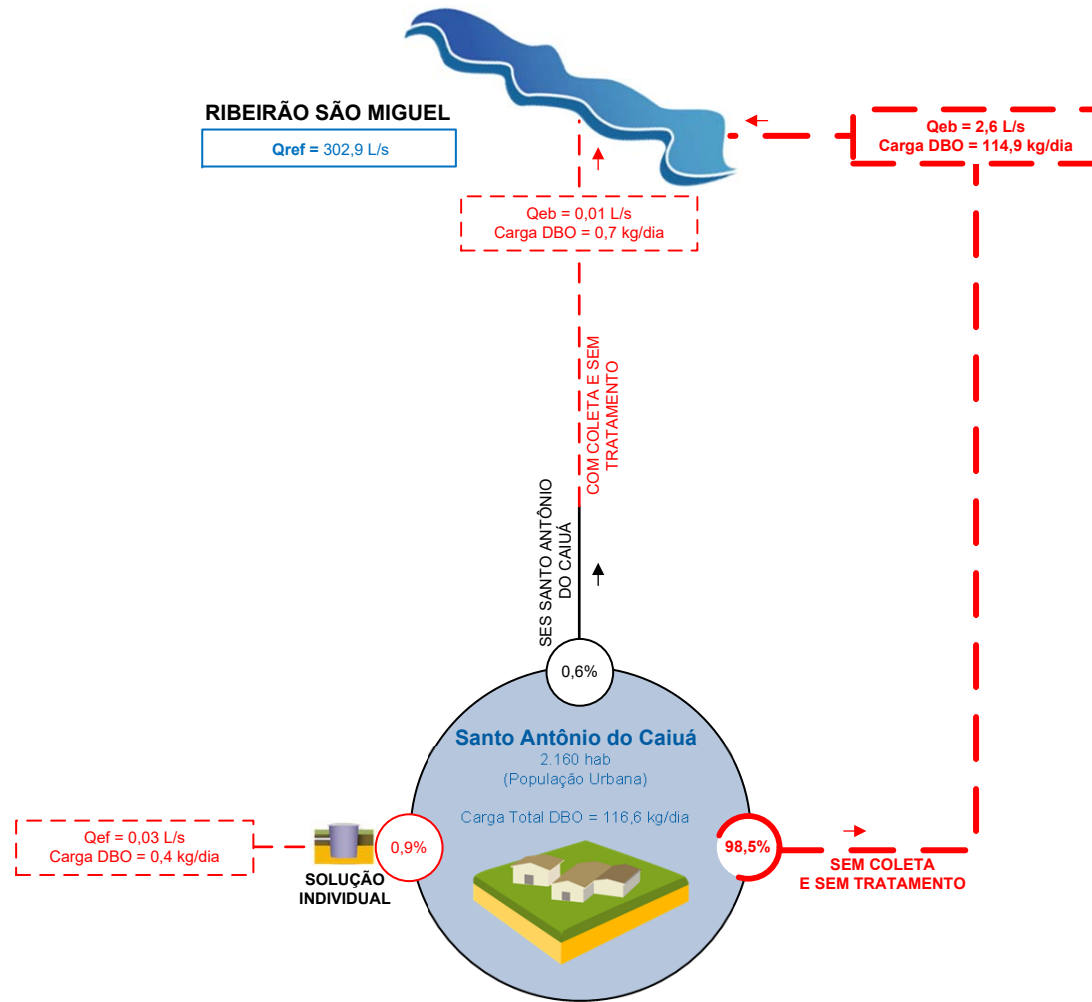 RIBEIRÃO SÃO MIGUEL
Qref = 302,9 L/s
Qeb = 2,6 L/s
Carga DBO = 114,9 kg/dia
Qeb = 0,01 L/s
Carga DBO = 0,7 kg/dia
COM COLETA E SEM
TRATAMENTO
SES SANTO ANTÔNIO
DO CAIUÁ
0,6%
Santo Antônio do Caiuá
2.160 hab
(População Urbana)
Carga Total DBO = 116,6 kg/dia
Qef = 0,03 L/s
Carga DBO = 0,4 kg/dia
SOLUÇÃO
INDIVIDUAL
0,9%
98,5%
SEM COLETA
E SEM TRATAMENTO